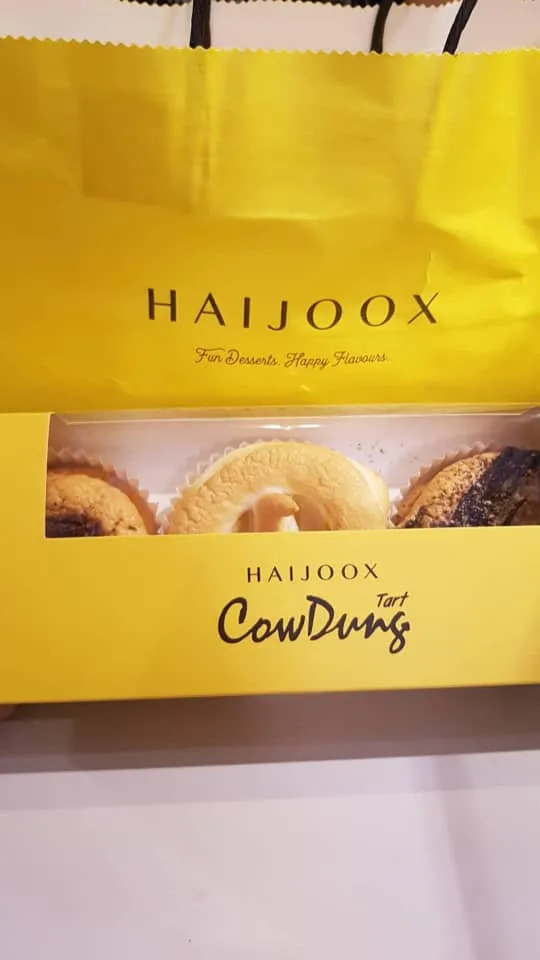 HAIJOOX
Fun Desserts. Happy Flavours.
HAIJOOX
CowDung Tart